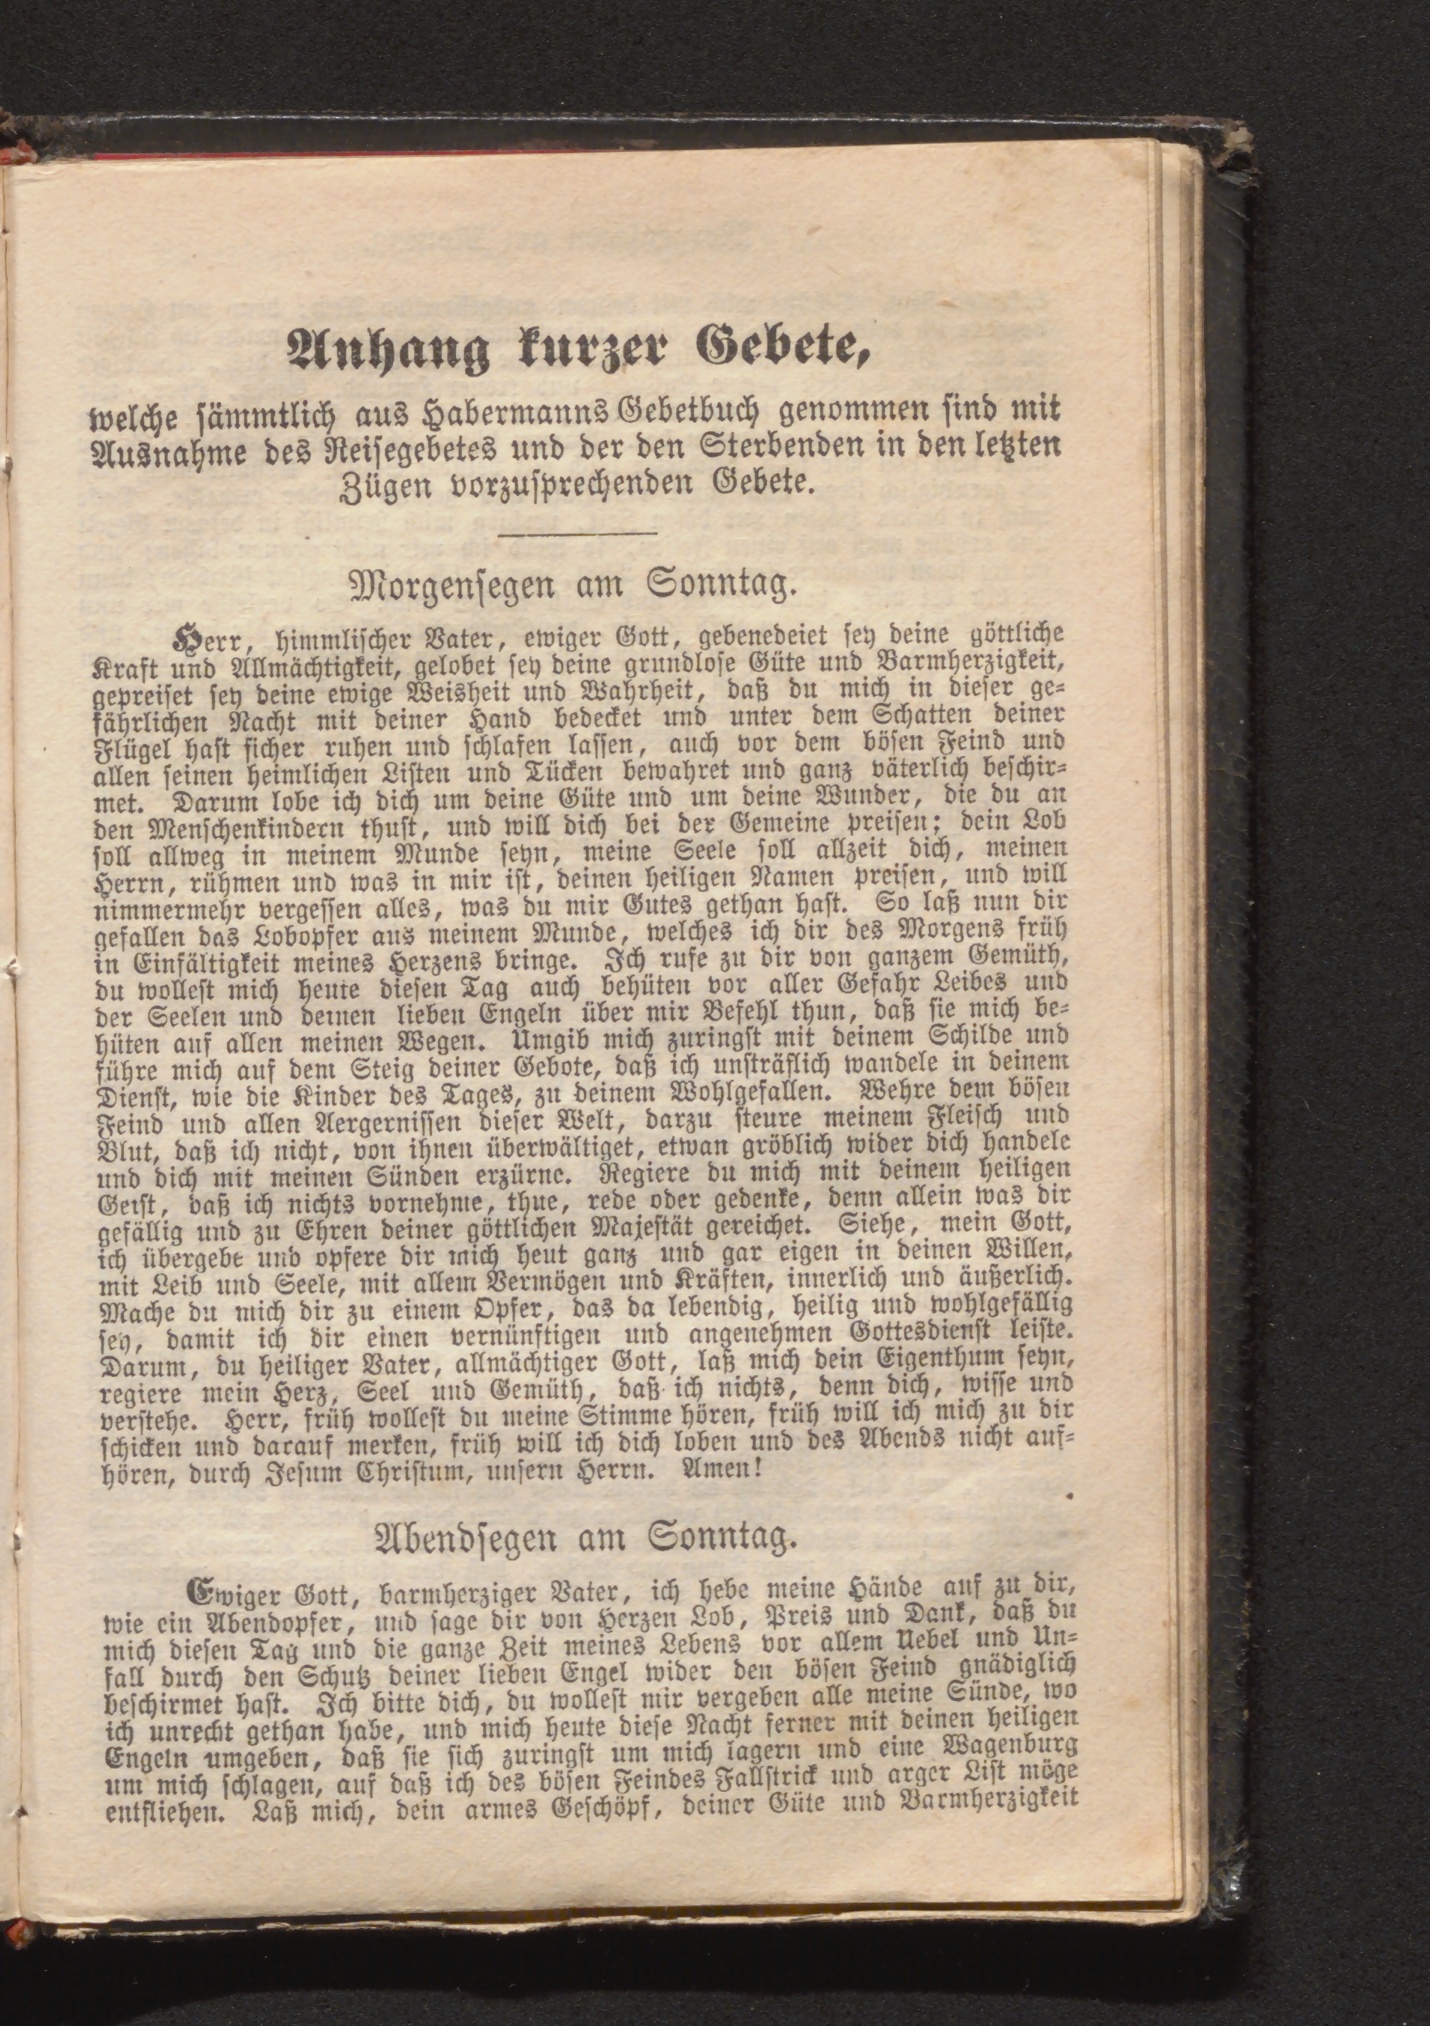 Anhang kurzer Gebete,
welche sämmtlich aus Habermanns Gebetbuch genommen sind mit
Ausnahme des Reisegebetes und der den Sterbenden in den letzten
Zügen vorzusprechenden Gebete.
Morgensegen am Sonntag.
Herr, himmlischer Vater, ewiger Gott, gebenedeiet sey deine göttliche
Kraft und Allmächtigkeit, gelobet sey deine grundlose Güte und Barmherzigkeit,
gepreiset sey deine ewige Weisheit und Wahrheit, daß du mich in dieser ge-
fährlichen Nacht mit deiner Hand bedecket und unter dem Schatten deiner
Flügel hast sicher ruhen und schlafen lassen, auch vor dem bösen Feind und
allen seinen heimlichen Listen und Tücken bewahret und ganz väterlich beschir-
met. Darum lobe ich dich um deine Güte und um deine Wunder, die du an
den Menschenkindern thust, und will dich bei der Gemeine preisen; dein Lob
soll allweg in meinem Munde seyn, meine Seele soll allzeit dich, meinen
Herrn, rühmen und was in mir ist, deinen heiligen Namen preisen, und will
nimmermehr vergessen alles, was du mir Gutes gethan hast. So laß nun dir
gefallen das Lobopfer aus meinem Munde, welches ich dir des Morgens früh
in Einfältigkeit meines Herzens bringe. Ich rufe zu dir von ganzem Gemüth,
du wollest mich heute diesen Tag auch behüten vor aller Gefahr Leibes und
der Seelen und deinen lieben Engeln über mir Befehl thun, daß sie mich be-
hüten auf allen meinen Wegen. Umgib mich zuringst mit deinem Schilde und
führe mich auf dem Steig deiner Gebote, daß ich unsträflich wandele in deinem
Dienst, wie die Kinder des Tages, zu deinem Wohlgefallen. Wehre dem bösen
Feind und allen Aergernissen dieser Welt, darzu steure meinem Fleisch und
Blut, daß ich nicht, von ihnen überwältiget, etwan gröblich wider dich handele
und dich mit meinen Sünden erzürne. Regiere du mich mit deinem heiligen
Geist, daß ich nichts vornehme, thue, rede oder gedenke, denn allein was dir
gefällig und zu Ehren deiner göttlichen Majestät gereichet. Siehe, mein Gott,
ich übergebe und opfere dir mich heut ganz und gar eigen in deinen Willen,
mit Leib und Seele, mit allem Vermögen und Kräften, innerlich und äußerlich.
Mache du mich dir zu einem Opfer, das da lebendig, heilig und wohlgefällig
sey, damit ich dir einen vernünftigen und angenehmen Gottesdienst leiste.
Darum, du heiliger Vater, allmächtiger Gott, laß mich dein Eigenthum seyn,
regiere mein Herz, Seel und Gemüth, daß ich nichts, denn dich, wisse und
verstehe. Herr, früh wollest du meine Stimme hören, früh will ich mich zu dir
schicken und darauf merken, früh will ich dich loben und des Abends nicht auf-
hören, durch Jesum Christum, unsern Herrn. Amen!
Abendsegen am Sonntag.
Ewiger Gott, barmherziger Vater, ich hebe meine Hände auf zu dir,
wie ein Abendopfer, und sage dir von Herzen Lob, Preis und Dank, daß du
mich diesen Tag und die ganze Zeit meines Lebens vor allem Uebel und Un-
fall durch den Schutz deiner lieben Engel wider den bösen Feind gnädiglich
beschirmet hast. Ich bitte dich, du wollest mir vergeben alle meine Sünde, wo
ich unrecht gethan habe, und mich heute diese Nacht ferner mit deinen heiligen
Engeln umgeben, daß sie sich zuringst um mich lagern und eine Wagenburg
um mich schlagen, auf daß ich des bösen Feindes Fallstrick und arger List möge
entfliehen. Laß mich, dein armes Geschöpf, deiner Güte und Barmherzigkeit